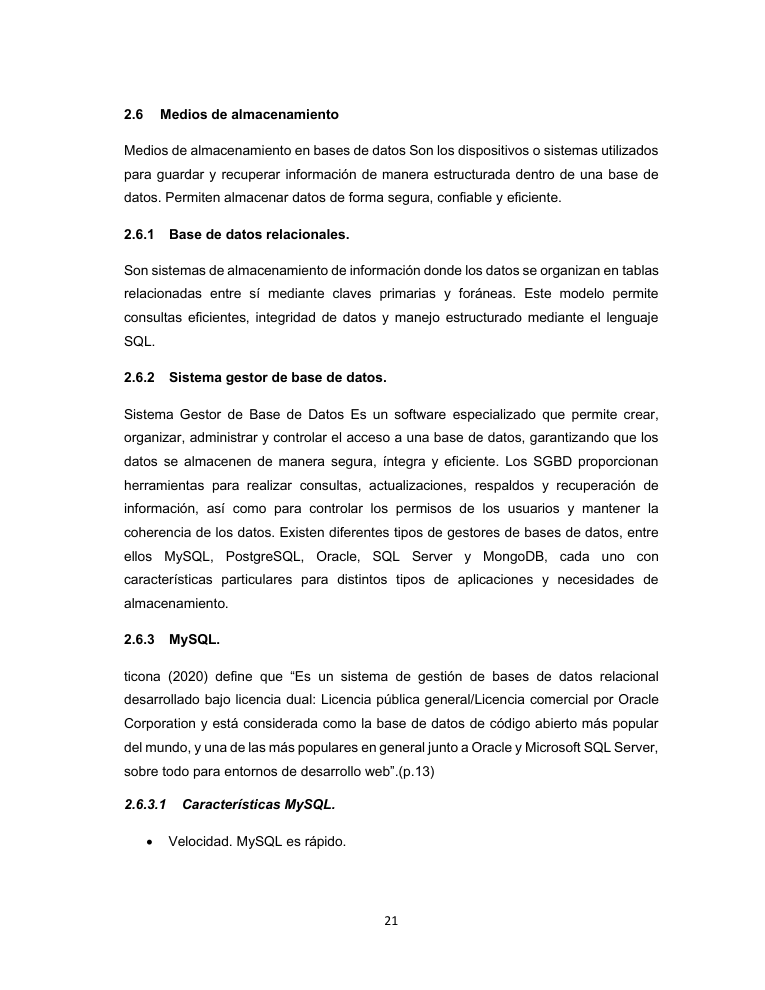 2.6 Medios de almacenamiento
Medios de almacenamiento en bases de datos Son los dispositivos o sistemas utilizados
para guardar y recuperar información de manera estructurada dentro de una base de
datos. Permiten almacenar datos de forma segura, confiable y eficiente.
2.6.1 Base de datos relacionales.
Son sistemas de almacenamiento de información donde los datos se organizan en tablas
relacionadas entre sí mediante claves primarias y foráneas. Este modelo permite
consultas eficientes, integridad de datos y manejo estructurado mediante el lenguaje
SQL.
2.6.2 Sistema gestor de base de datos.
Sistema Gestor de Base de Datos Es un software especializado que permite crear,
organizar, administrar y controlar el acceso a una base de datos, garantizando que los
datos se almacenen de manera segura, íntegra y eficiente. Los SGBD proporcionan
herramientas para realizar consultas, actualizaciones, respaldos y recuperación de
información, así como para controlar los permisos de los usuarios y mantener la
coherencia de los datos. Existen diferentes tipos de gestores de bases de datos, entre
ellos MySQL, PostgreSQL, Oracle, SQL Server y MongoDB, cada uno con
características particulares para distintos tipos de aplicaciones y necesidades de
almacenamiento.
2.6.3 MySQL.
ticona (2020) define que “Es un sistema de gestión de bases de datos relacional
desarrollado bajo licencia dual: Licencia pública general/Licencia comercial por Oracle
Corporation y está considerada como la base de datos de código abierto más popular
del mundo, y una de las más populares en general junto a Oracle y Microsoft SQL Server,
sobre todo para entornos de desarrollo web”.(p.13)
2.6.3.1 Características MySQL.
• Velocidad. MySQL es rápido.
21